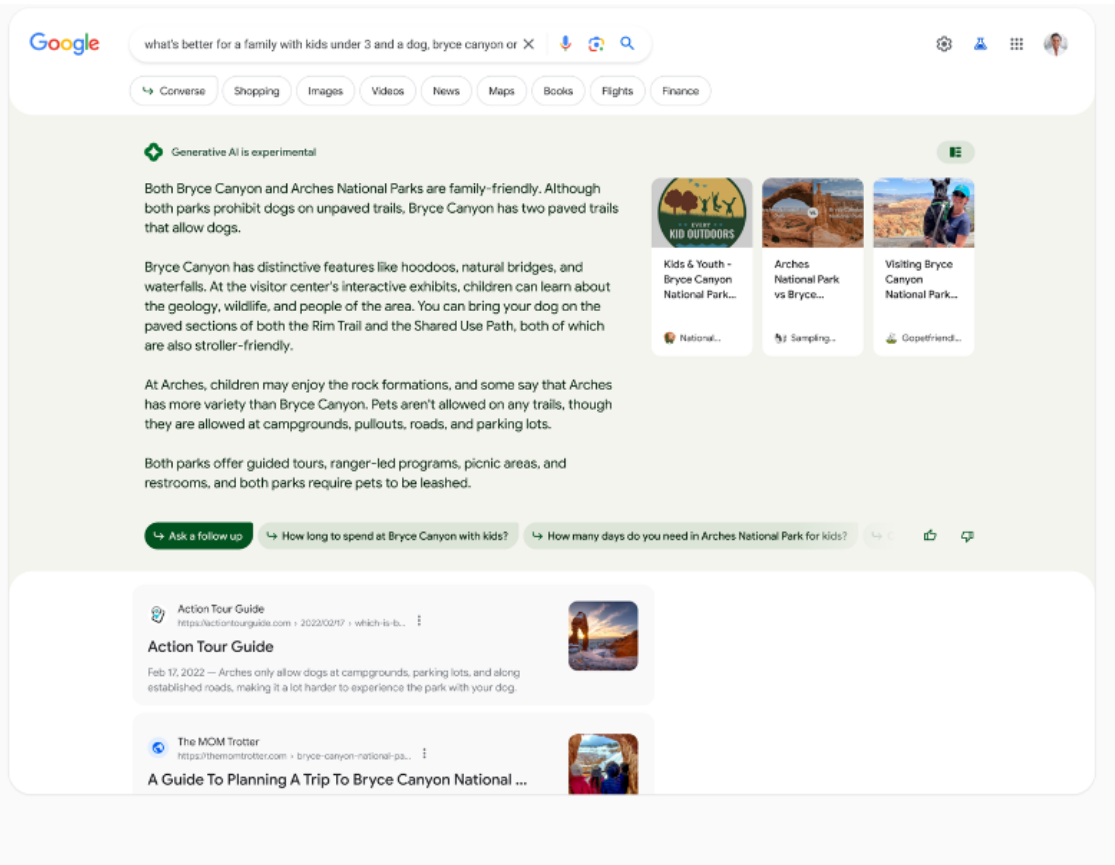 Google
what's better for a family with kids under 3 and a dog, bryce canyon or
Converse
Shopping
Images
Videos
News
Maps
Books
Flights
Finance
Generative AI is experimental
Both Bryce Canyon and Arches National Parks are family-friendly. Although
both parks prohibit dogs on unpaved trails, Bryce Canyon has two paved trails
that allow dogs.
Bryce Canyon has distinctive features like hoodoos, natural bridges, and
waterfalls. At the visitor center's interactive exhibits, children can learn about
the geology, wildlife, and people of the area. You can bring your dog on the
paved sections of both the Rim Trail and the Shared Use Path, both of which
are also stroller-friendly.
At Arches, children may enjoy the rock formations, and some say that Arches
has more variety than Bryce Canyon. Pets aren't allowed on any trails, though
they are allowed at campgrounds, pullouts, roads, and parking lots.
Both parks offer guided tours, ranger-led programs, picnic areas, and
restrooms, and both parks require pets to be leashed.
EVERY
KID OUTDOORS
Kids & Youth -
Bryce Canyon
National Park...
National...
Arches
National Park
vs Bryce...
Sampling...
Visiting Bryce
Canyon
National Park...
Gopetfriendl...
Ask a follow up
How long to spend at Bryce Canyon with kids?
How many days do you need in Arches National Park for kids?
Action Tour Guide
https://actiontourguide.com › 2022/02/17 › which-is-b...
Action Tour Guide
Feb 17, 2022 — Arches only allow dogs at campgrounds, parking lots, and along
established roads, making it a lot harder to experience the park with your dog.
The MOM Trotter
https://themomtrotter.com › bryce-canyon-national-pa...
A Guide To Planning A Trip To Bryce Canyon National ...